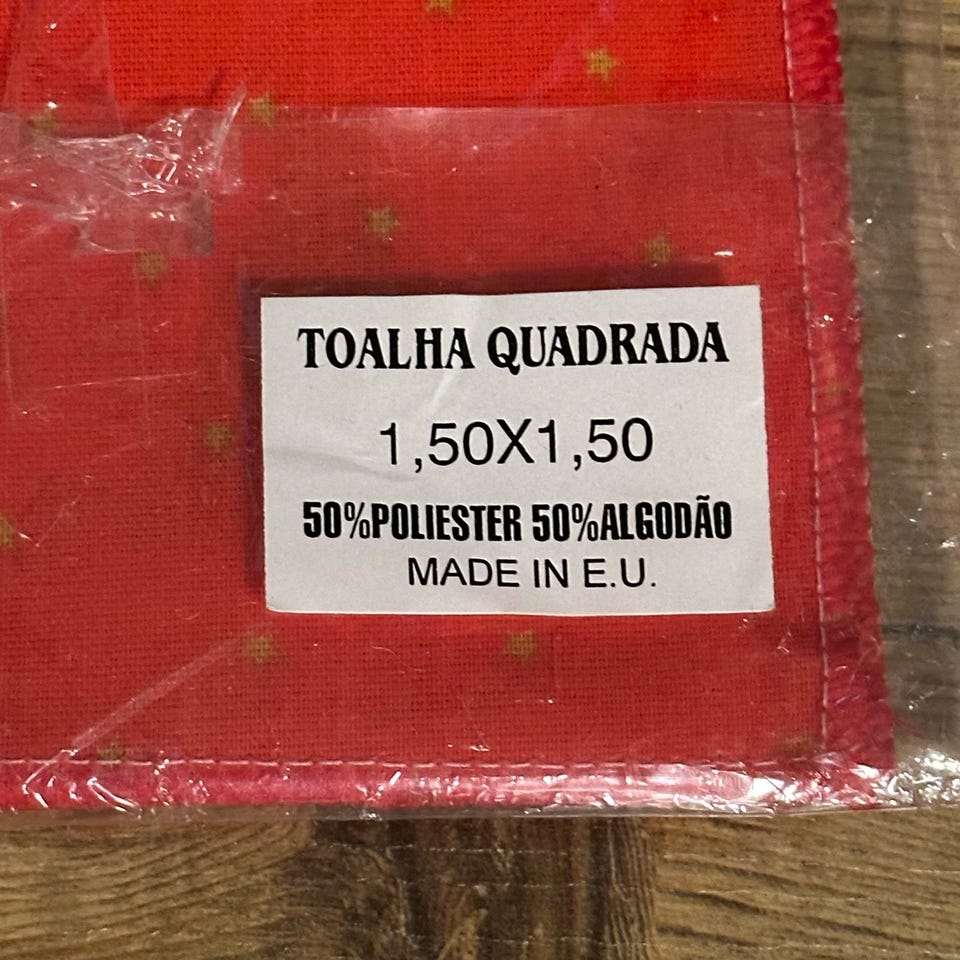 TOALHA QUADRADA
1,50X1,50
50%POLIESTER 50%ALGODÃO
MADE IN E.U.